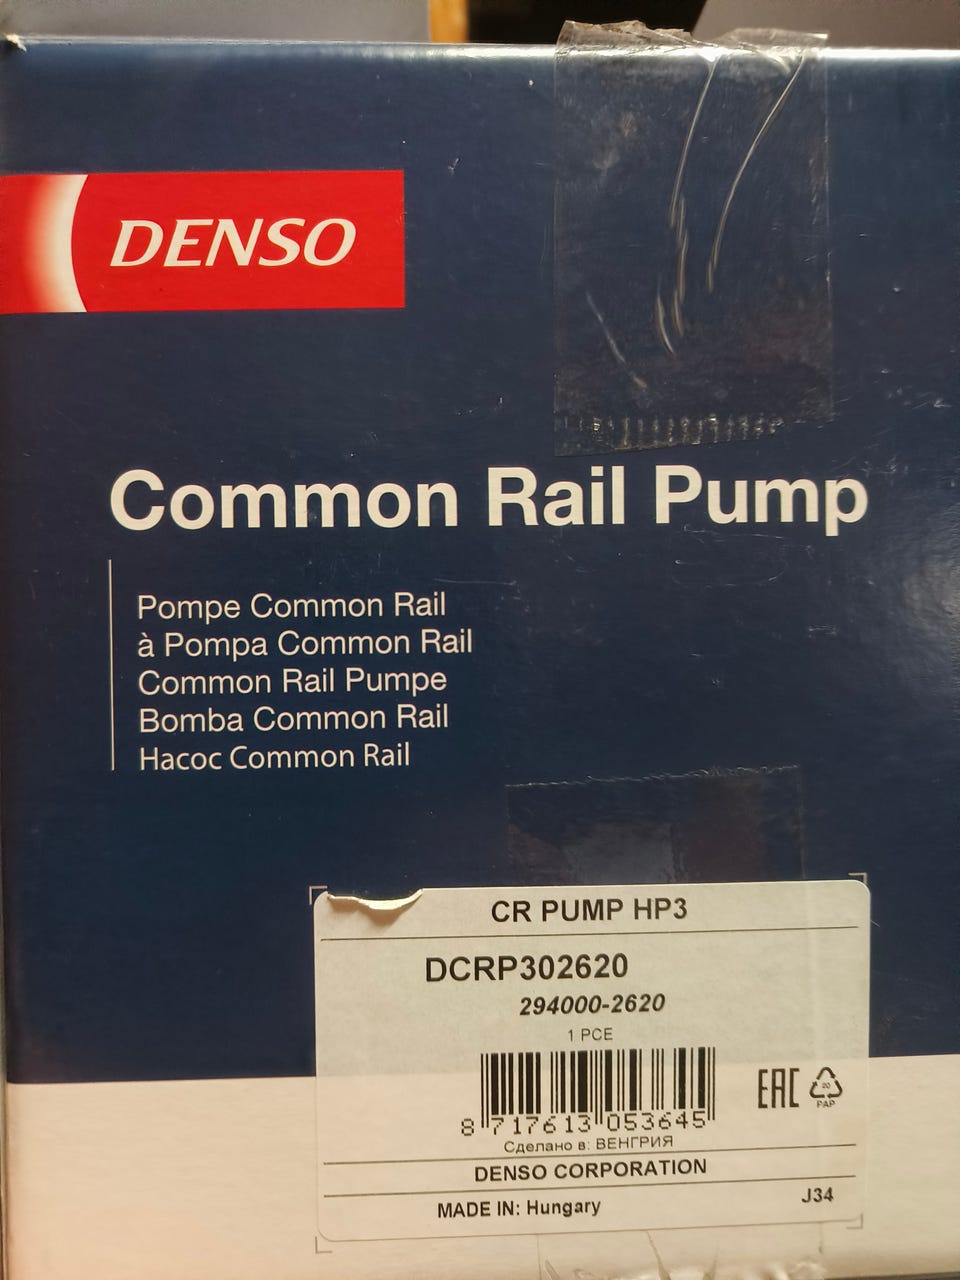 DENSO
Common Rail Pump
Pompe Common Rail
à Pompa Common Rail
Common Rail Pumpe
Bomba Common Rail
Насос Common Rail
CR PUMP HP3
DCRP302620
294000-2620
1 PCE
8 717613 053645
Сделано в: ВЕНГРИЯ
EAC
20
PAP
DENSO CORPORATION
MADE IN: Hungary
J34